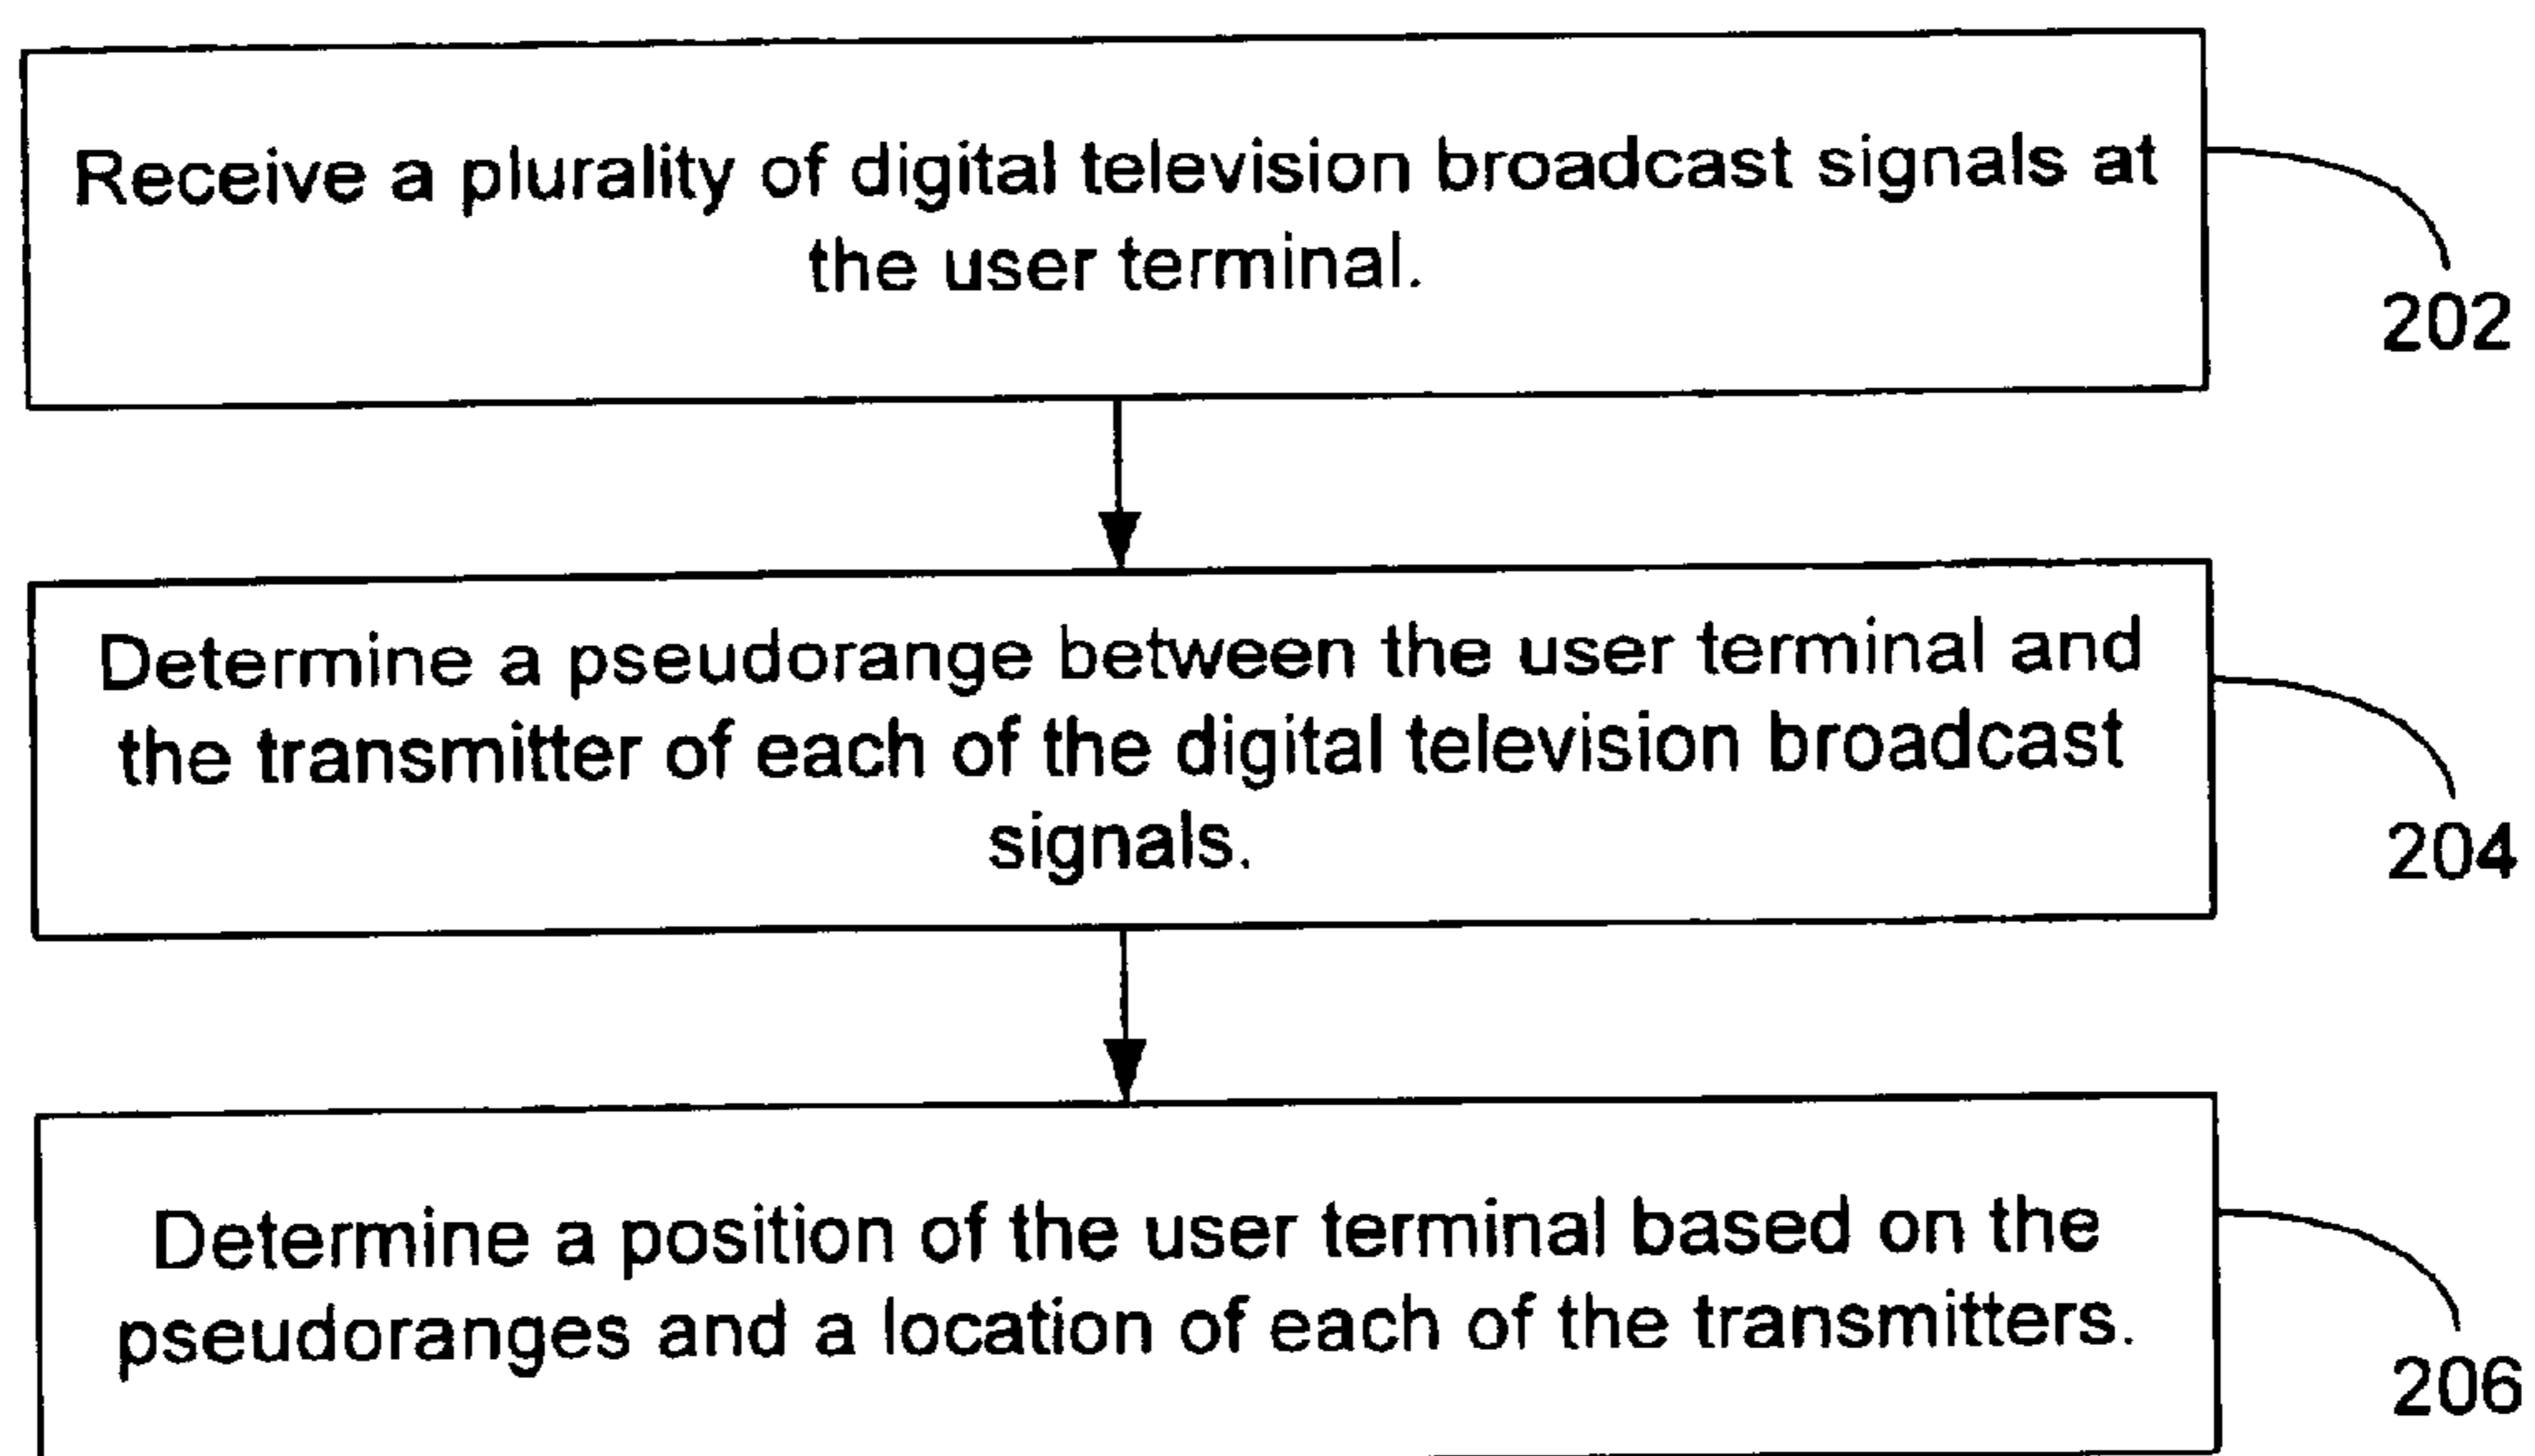 Receive a plurality of digital television broadcast signals at
the user terminal.
202
Determine a pseudorange between the user terminal and
the transmitter of each of the digital television broadcast
signals.
204
Determine a position of the user terminal based on the
pseudoranges and a location of each of the transmitters.
206